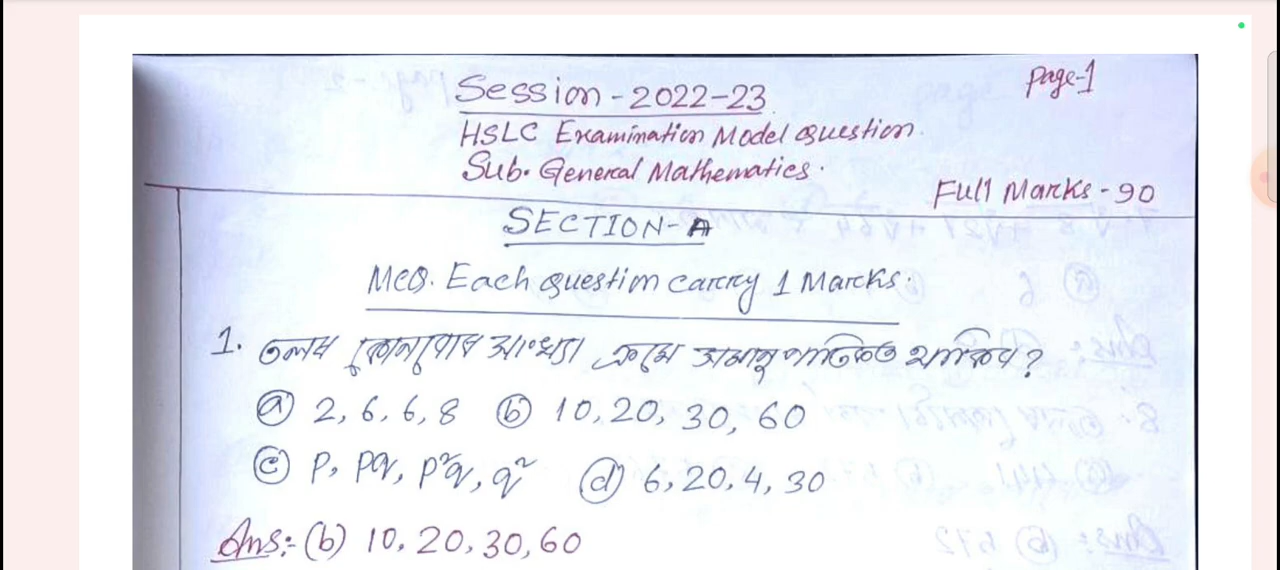 Page-1
Session - 2022-23
HSLC Examination Model question.
Sub. General Mathematics.
Full Marks - 90
SECTION-A
MCQ. Each question carry 1 Marks.
1. তলৰ কোনবোৰ সংখ্যা ক্ৰমে সমানুপাতিকত থাকিব?
(a) 2, 6, 6, 8 (b) 10, 20, 30, 60
(c) p, pq, p²q, q² (d) 6, 20, 4, 30
Ans:- (b) 10, 20, 30, 60